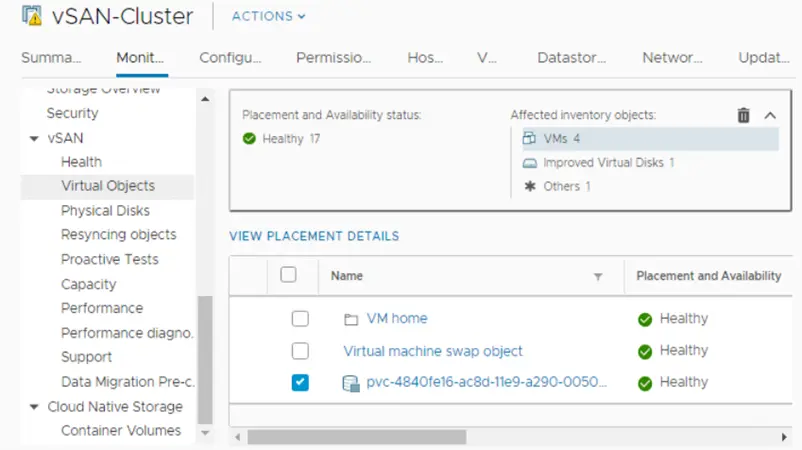 vSAN-Cluster
ACTIONS
Summa... Monit... Configu... Permissio... Hos... V... Datastor... Networ... Updat...
Storage Overview
Security
vSAN
Health
Virtual Objects
Physical Disks
Resyncing objects
Proactive Tests
Capacity
Performance
Performance diagno.
Support
Data Migration Pre-c.
Cloud Native Storage
Container Volumes
Placement and Availability status:
Healthy 17
Affected inventory objects:
VMs 4
Improved Virtual Disks 1
Others 1
VIEW PLACEMENT DETAILS
Name Placement and Availability
VM home Healthy
Virtual machine swap object Healthy
pvc-4840fe16-ac8d-11e9-a290-0050... Healthy